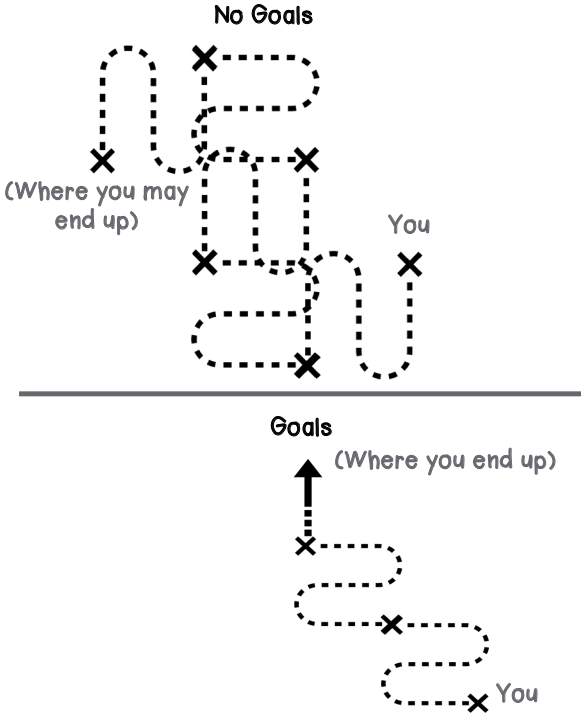 No Goals
(Where you may
end up)
You
Goals
(Where you end up)
You